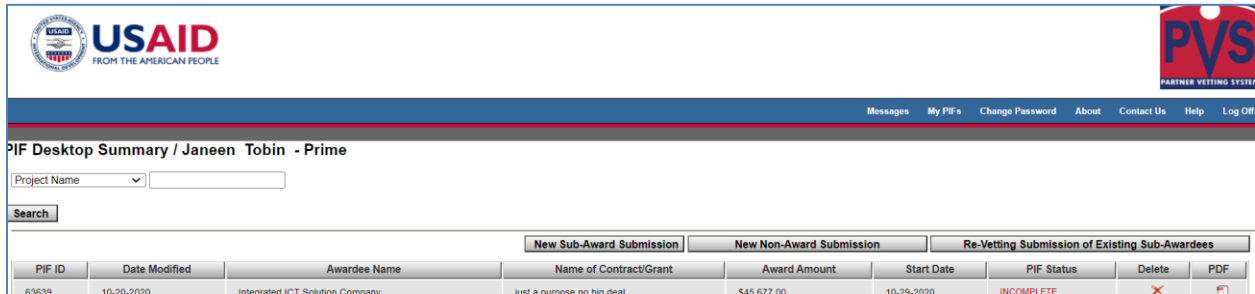 USAID
FROM THE AMERICAN PEOPLE
PVS
PARTNER VETTING SYSTEM
Messages My PIFs Change Password About Contact Us Help Log Off
PIF Desktop Summary / Janeen Tobin - Prime
Project Name
Search
New Sub-Award Submission New Non-Award Submission Re-Vetting Submission of Existing Sub-Awardees
PIF ID Date Modified Awardee Name Name of Contract/Grant Award Amount Start Date PIF Status Delete PDF
63639 10-20-2020 Integrated ICT Solution Company just a purpose no big deal $45,677.00 10-29-2020 INCOMPLETE